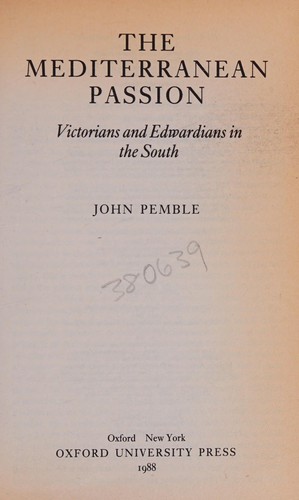 THE
MEDITERRANEAN
PASSION
Victorians and Edwardians in
the South
JOHN PEMBLE
380639
Oxford New York
OXFORD UNIVERSITY PRESS
1988